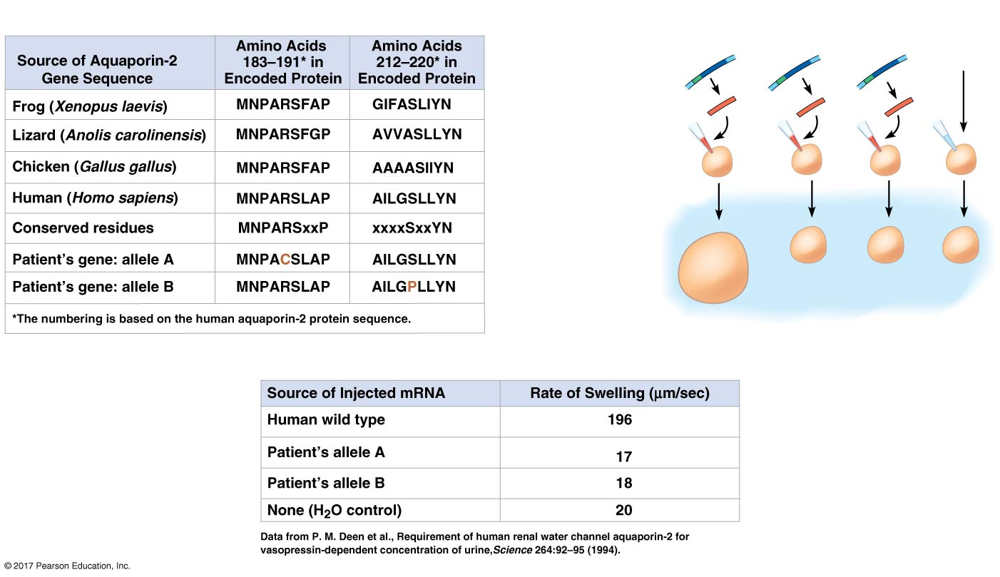 Source of Aquaporin-2
Gene Sequence
Amino Acids
183–191* in
Encoded Protein
Amino Acids
212–220* in
Encoded Protein
Frog (Xenopus laevis) MNPARSFAP GIFASLIYN
Lizard (Anolis carolinensis) MNPARSFGP AVVASLLYN
Chicken (Gallus gallus) MNPARSFAP AAAASIIYN
Human (Homo sapiens) MNPARSLAP AILGSLLYN
Conserved residues MNPARSxxP xxxxSxxYN
Patient’s gene: allele A MNPACSLAP AILGSLLYN
Patient’s gene: allele B MNPARSLAP AILGPLLYN
*The numbering is based on the human aquaporin-2 protein sequence.
Source of Injected mRNA Rate of Swelling (μm/sec)
Human wild type 196
Patient’s allele A 17
Patient’s allele B 18
None (H₂O control) 20
Data from P. M. Deen et al., Requirement of human renal water channel aquaporin-2 for
vasopressin-dependent concentration of urine,Science 264:92–95 (1994).
© 2017 Pearson Education, Inc.